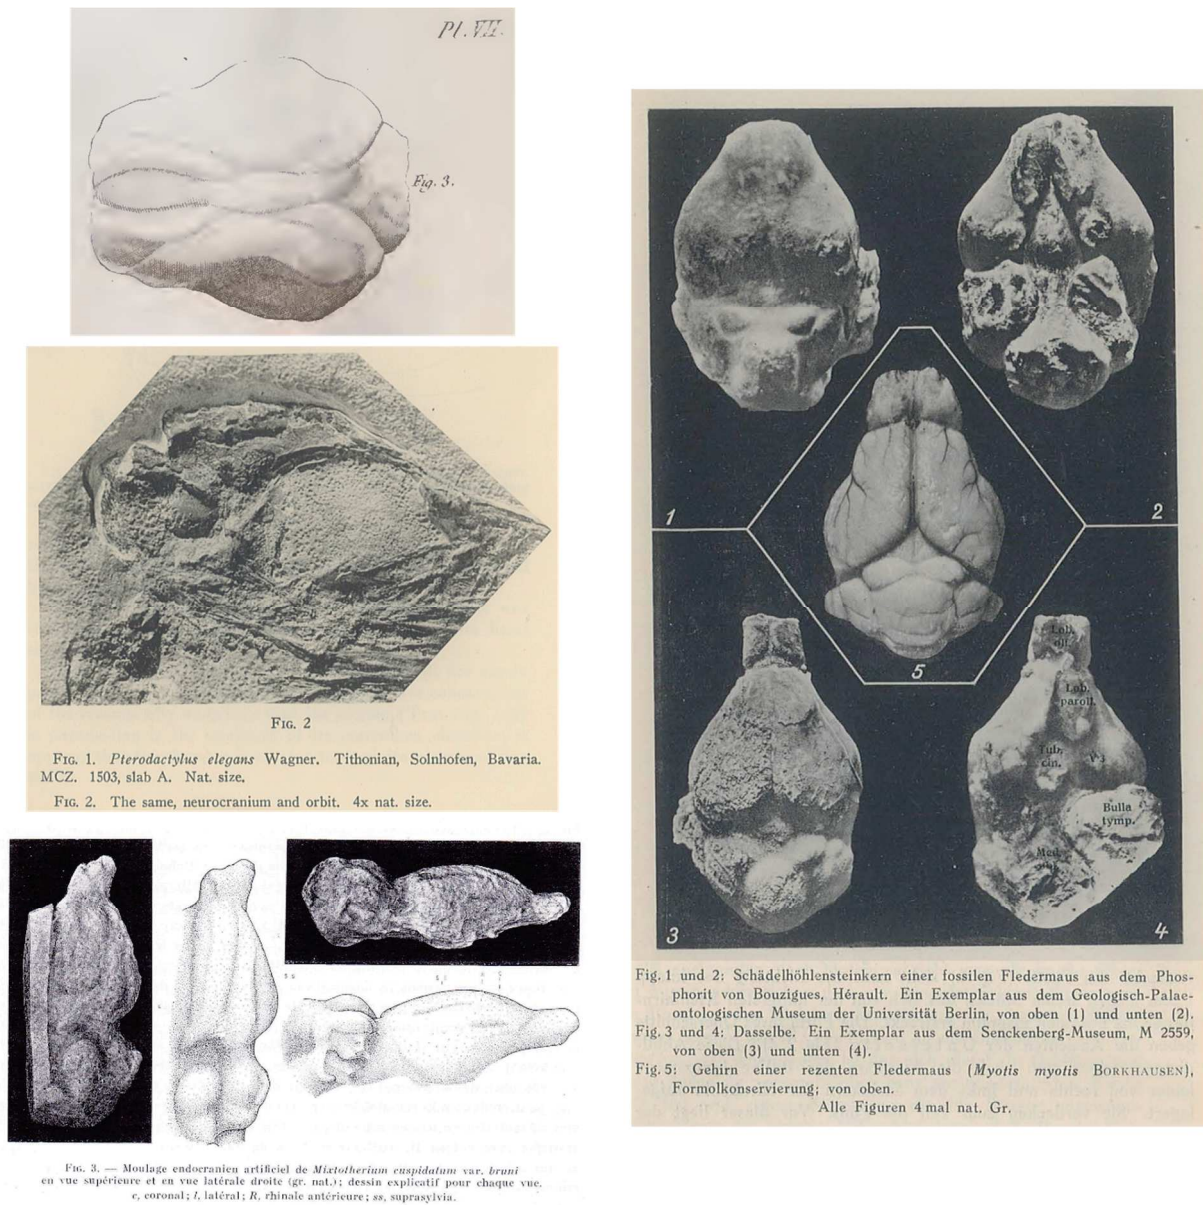 Pl. VII.
Fig. 3.
FIG. 2
FIG. 1. Pterodactylus elegans Wagner. Tithonian, Solnhofen, Bavaria.
MCZ. 1503, slab A. Nat. size.
FIG. 2. The same, neurocranium and orbit. 4x nat. size.
ss
FIG. 3. — Moulage endocranien artificiel de Mixtotherium cuspidatum var. bruni
en vue supérieure et en vue latérale droite (gr. nat.); dessin explicatif pour chaque vue.
c, coronal; l, latéral; R, rhinale antérieure; ss, suprasylvia.
1
2
5
3
4
Lob.
olf.
Lob.
paroll.
Tub.
cin.
V 3
Bulla
tymp.
Med.
Fig. 1 und 2: Schädelhöhlensteinkern einer fossilen Fledermaus aus dem Phos-
phorit von Bouzigues, Hérault. Ein Exemplar aus dem Geologisch-Palae-
ontologischen Museum der Universität Berlin, von oben (1) und unten (2).
Fig. 3 und 4: Dasselbe. Ein Exemplar aus dem Senckenberg-Museum, M 2559,
von oben (3) und unten (4).
Fig. 5: Gehirn einer rezenten Fledermaus (Myotis myotis BORKHAUSEN),
Formolkonservierung; von oben.
Alle Figuren 4 mal nat. Gr.